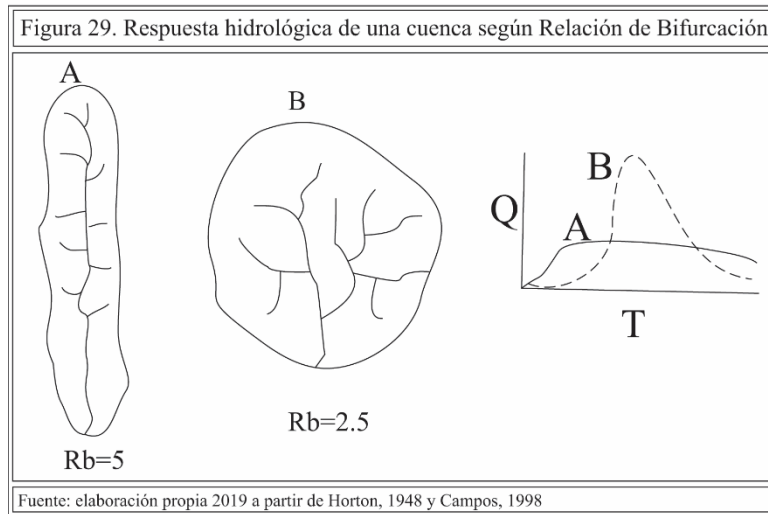 Figura 29. Respuesta hidrológica de una cuenca según Relación de Bifurcación
A
B
Q
B
A
T
Rb=5
Rb=2.5
Fuente: elaboración propia 2019 a partir de Horton, 1948 y Campos, 1998